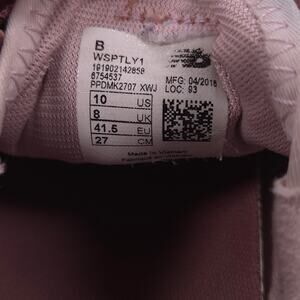 B
WSPTLY1
191902142858
6754537
PPDMK2707 XWJ
MFG: 04/2018
LOC: 93
10 US
8 UK
41.5 EU
27 CM
Made in Vietnam